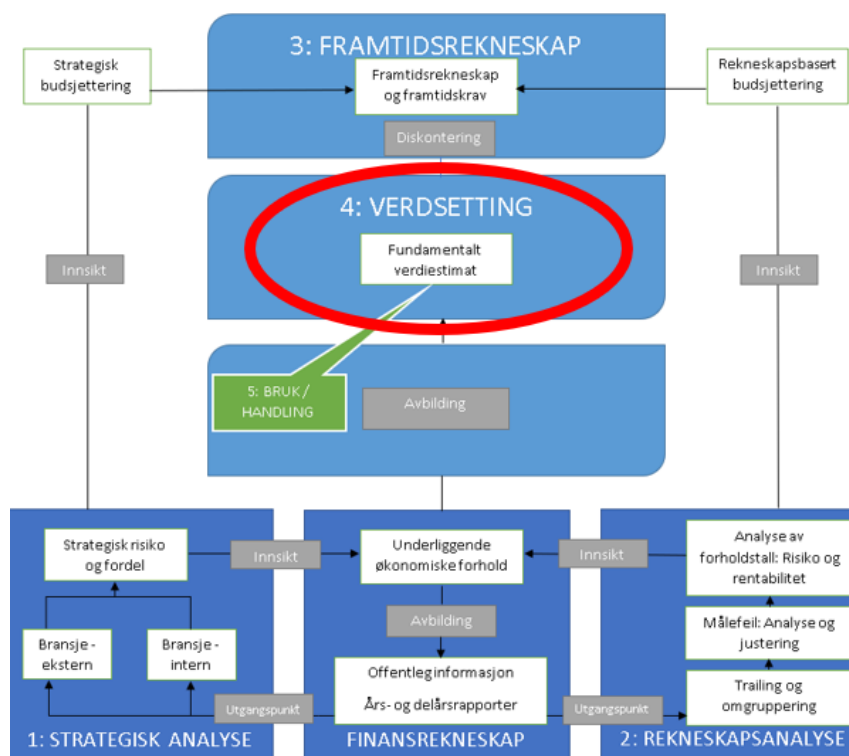 3: FRAMTIDSREKNESKAP
Strategisk
budsjettering
Framtidsrekneskap
og framtidskrav
Rekneskapsbasert
budsjettering
Diskontering
4: VERDSETTING
Fundamentalt
verdiestimat
Innsikt
Innsikt
5: BRUK /
HANDLING
Avbilding
Strategisk risiko
og fordel
Innsikt
Underliggende
økonomiske forhold
Innsikt
Analyse av
forholdstall: Risiko og
rentabilitet
Bransje -
ekstern
Bransje -
intern
Avbilding
Målefeil: Analyse og
justering
Offentleg informasjon
Års- og delårsrapporter
Trailing og
omgruppering
Utgangspunkt
Utgangspunkt
1: STRATEGISK ANALYSE
FINANSREKNESKAP
2: REKNESKAPSANALYSE